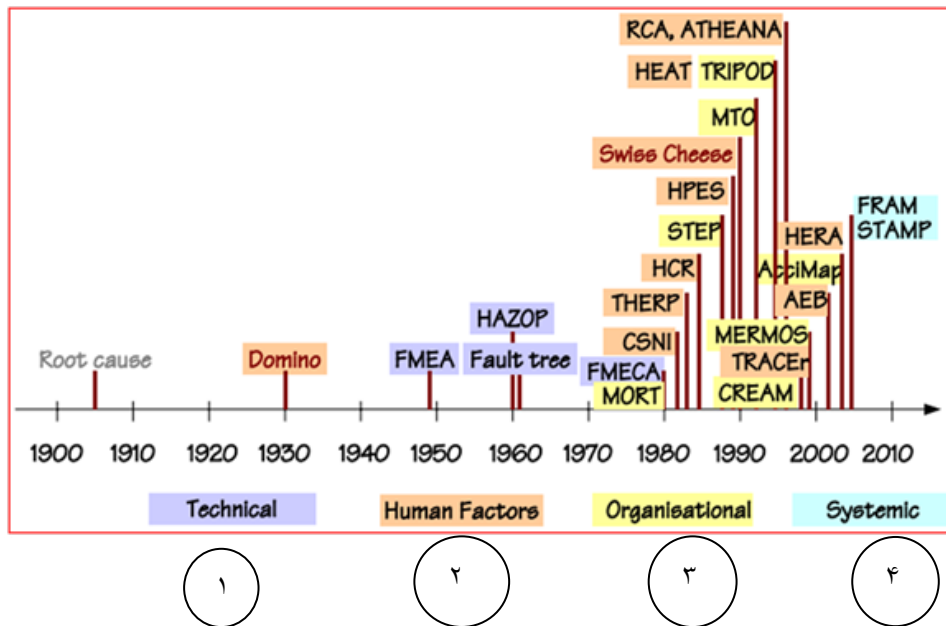 RCA, ATHEANA
HEAT TRIPOD
MTO
Swiss Cheese
HPES
FRAM
STAMP
STEP
HERA
HCR
AcciMap
THERP
AEB
HAZOP
CSNI
MERMOS
Root cause
Domino
FMEA
Fault tree
FMECA
TRACEr
MORT
CREAM
1900 1910 1920 1930 1940 1950 1960 1970 1980 1990 2000 2010
Technical
Human Factors
Organisational
Systemic
۱
۲
۳
۴